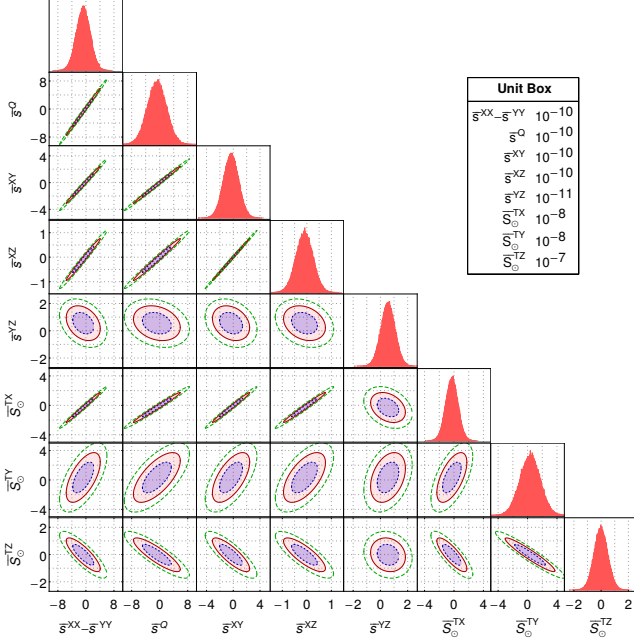 Unit Box
s̅ˣˣ–s̅ʸʸ 10⁻¹⁰
s̅^Q 10⁻¹⁰
s̅^XY 10⁻¹⁰
s̅^XZ 10⁻¹⁰
s̅^YZ 10⁻¹¹
S̅_⊙^TX 10⁻⁸
S̅_⊙^TY 10⁻⁸
S̅_⊙^TZ 10⁻⁷
s̅^Q
8
0
−8
s̅^XY
4
0
−4
s̅^XZ
1
0
−1
s̅^YZ
2
0
−2
S̅_⊙^TX
4
0
−4
S̅_⊙^TY
4
0
−4
S̅_⊙^TZ
2
0
−2
−8 0 8 −8 0 8 −4 0 4 −1 0 1 −2 0 2 −4 0 4 −4 0 4 −2 0 2
s̅^XX–s̅^YY s̅^Q s̅^XY s̅^XZ s̅^YZ S̅_⊙^TX S̅_⊙^TY S̅_⊙^TZ